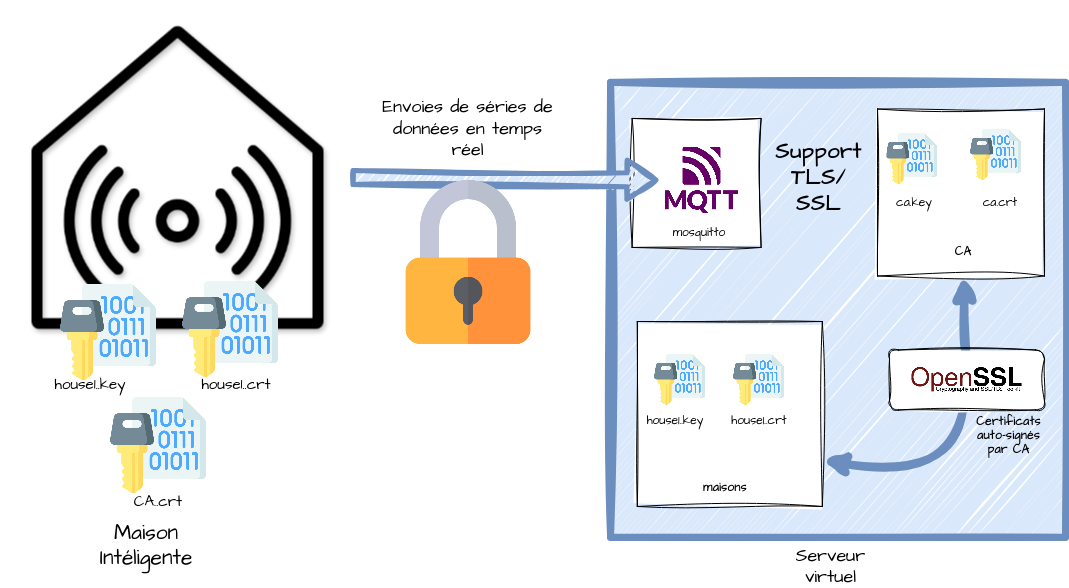 Envoies de séries de
données en temps
réel
MQTT
mosquitto
Support
TLS/
SSL
1001
0111
01011
ca.key
1001
0111
01011
ca.crt
CA
1001
0111
01011
house1.key
1001
0111
01011
house1.crt
1001
0111
01011
CA.crt
Maison
Intéligente
1001
0111
01011
house1.key
1001
0111
01011
house1.crt
maisons
OpenSSL
Cryptography and SSL/TLS Toolkit
Certificats
auto-signés
par CA
Serveur
virtuel